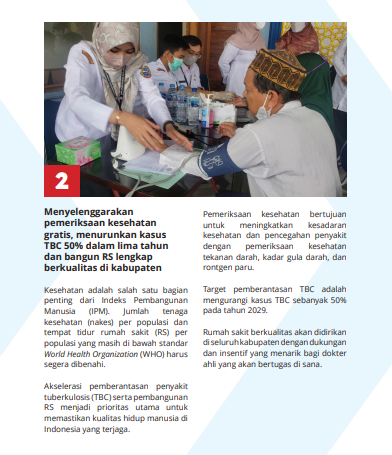 2
Menyelenggarakan
pemeriksaan kesehatan
gratis, menurunkan kasus
TBC 50% dalam lima tahun
dan bangun RS lengkap
berkualitas di kabupaten
Kesehatan adalah salah satu bagian
penting dari Indeks Pembangunan
Manusia (IPM). Jumlah tenaga
kesehatan (nakes) per populasi dan
tempat tidur rumah sakit (RS) per
populasi yang masih di bawah standar
World Health Organization (WHO) harus
segera dibenahi.
Akselerasi pemberantasan penyakit
tuberkulosis (TBC) serta pembangunan
RS menjadi prioritas utama untuk
memastikan kualitas hidup manusia di
Indonesia yang terjaga.
Pemeriksaan kesehatan bertujuan
untuk meningkatkan kesadaran
kesehatan dan pencegahan penyakit
dengan pemeriksaan kesehatan
tekanan darah, kadar gula darah, dan
rontgen paru.
Target pemberantasan TBC adalah
mengurangi kasus TBC sebanyak 50%
pada tahun 2029.
Rumah sakit berkualitas akan didirikan
di seluruh kabupaten dengan dukungan
dan insentif yang menarik bagi dokter
ahli yang akan bertugas di sana.